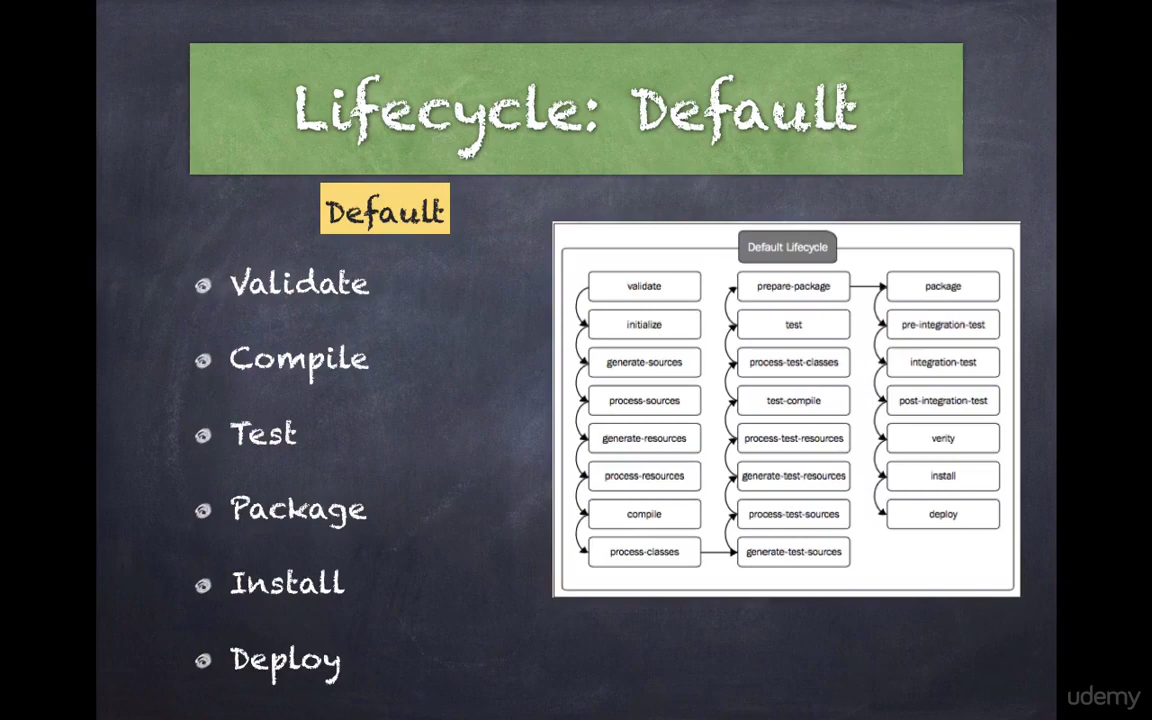 Lifecycle: Default
Default
Validate
Compile
Test
Package
Install
Deploy
Default Lifecycle
validate
initialize
generate-sources
process-sources
generate-resources
process-resources
compile
process-classes
generate-test-sources
process-test-sources
generate-test-resources
process-test-resources
test-compile
process-test-classes
test
prepare-package
package
pre-integration-test
integration-test
post-integration-test
verity
install
deploy
udemy